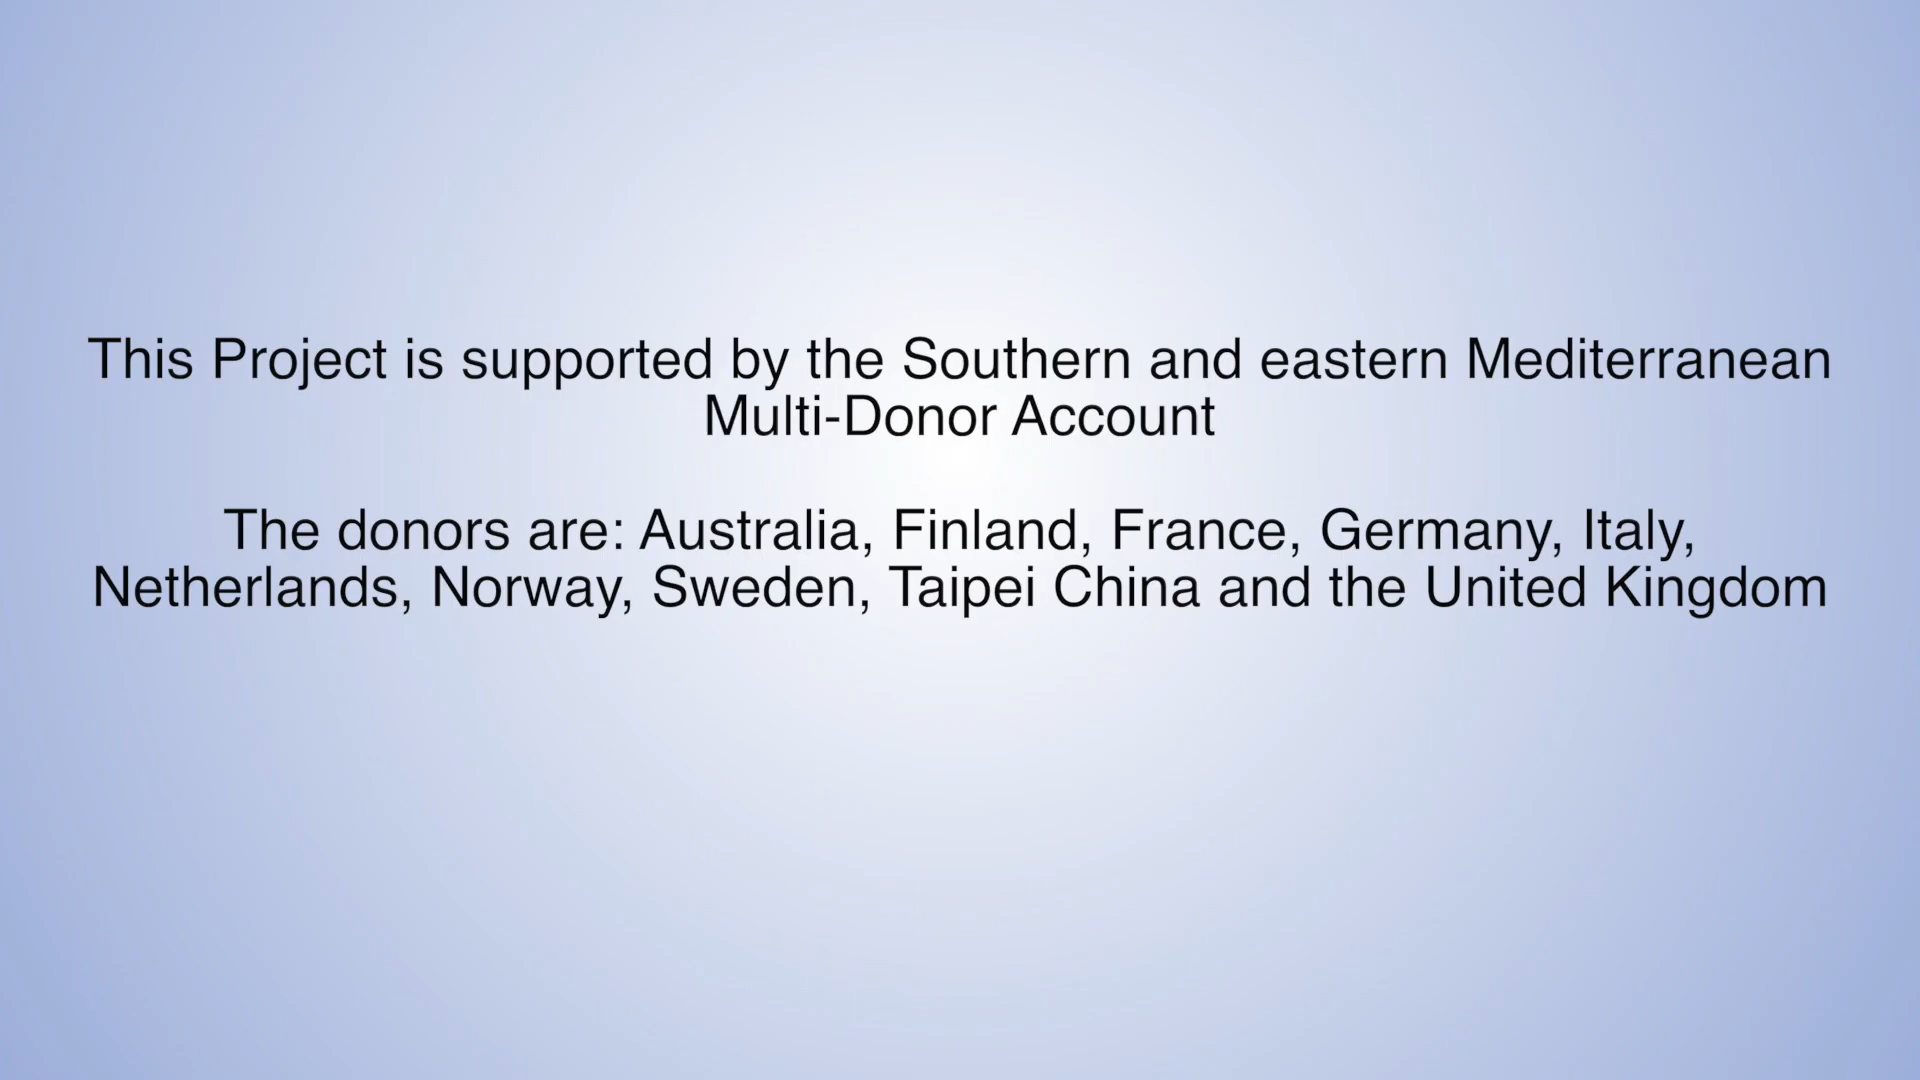 This Project is supported by the Southern and eastern Mediterranean
Multi-Donor Account
The donors are: Australia, Finland, France, Germany, Italy,
Netherlands, Norway, Sweden, Taipei China and the United Kingdom